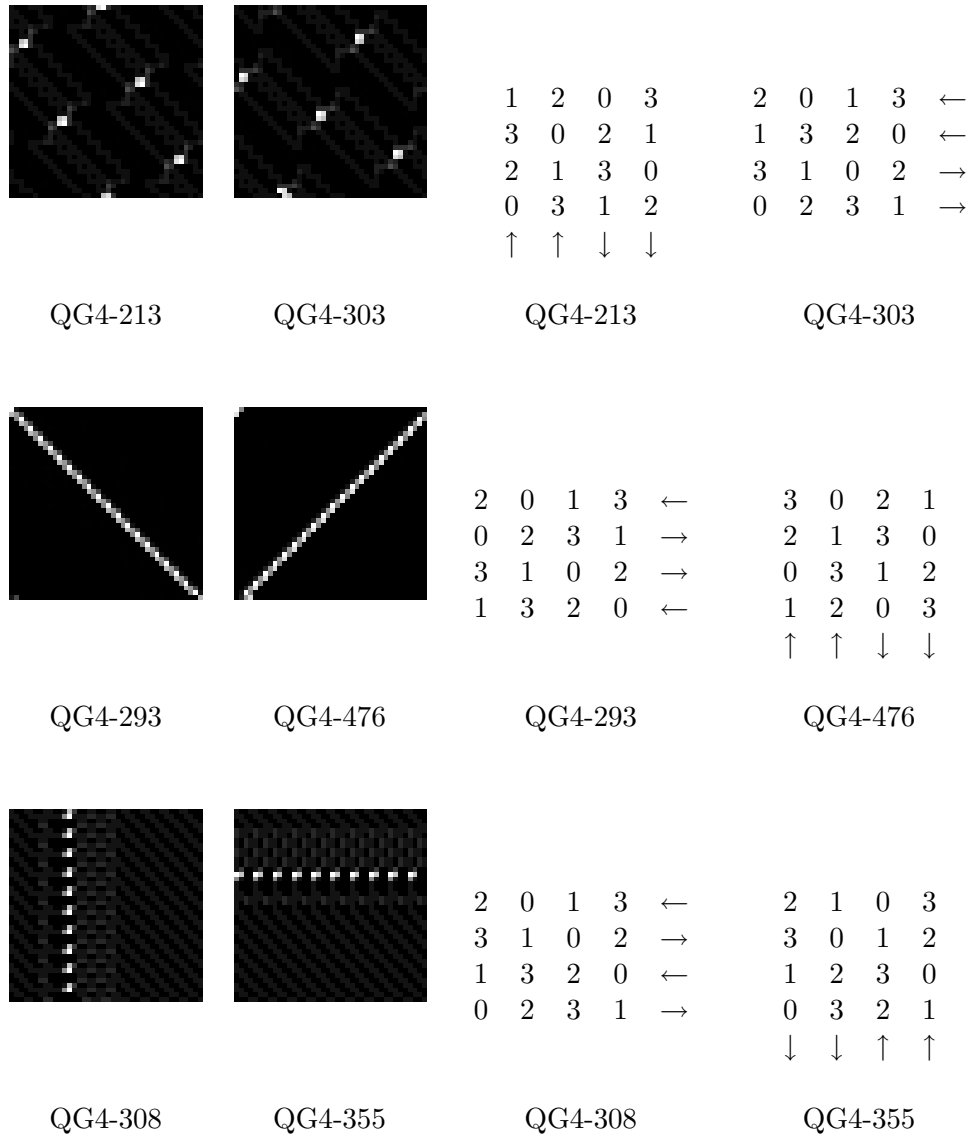 1 2 0 3 2 0 1 3 ←
3 0 2 1 1 3 2 0 ←
2 1 3 0 3 1 0 2 →
0 3 1 2 0 2 3 1 →
↑ ↑ ↓ ↓
QG4-213 QG4-303 QG4-213 QG4-303
2 0 1 3 ← 3 0 2 1
0 2 3 1 → 2 1 3 0
3 1 0 2 → 0 3 1 2
1 3 2 0 ← 1 2 0 3
↑ ↑ ↓ ↓
QG4-293 QG4-476 QG4-293 QG4-476
2 0 1 3 ← 2 1 0 3
3 1 0 2 → 3 0 1 2
1 3 2 0 ← 1 2 3 0
0 2 3 1 → 0 3 2 1
↓ ↓ ↑ ↑
QG4-308 QG4-355 QG4-308 QG4-355